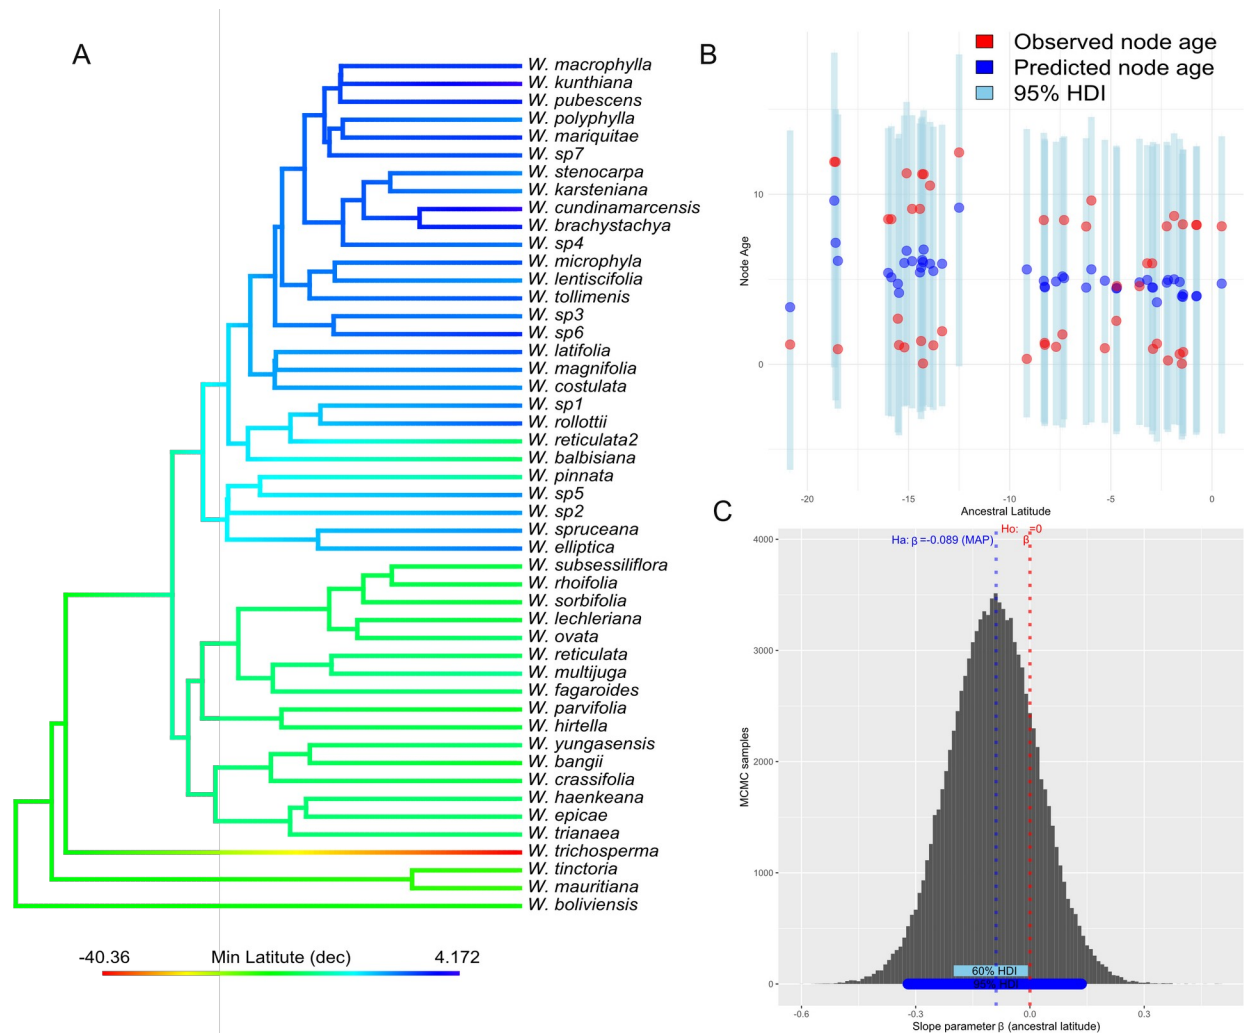 A
W. macrophylla
W. kunthiana
W. pubescens
W. polyphylla
W. mariquitae
W. sp7
W. stenocarpa
W. karsteniana
W. cundinamarcensis
W. brachystachya
W. sp4
W. microphyla
W. lentiscifolia
W. tollimenis
W. sp3
W. sp6
W. latifolia
W. magnifolia
W. costulata
W. sp1
W. rollottii
W. reticulata2
W. balbisiana
W. pinnata
W. sp5
W. sp2
W. spruceana
W. elliptica
W. subsessiliflora
W. rhoifolia
W. sorbifolia
W. lechleriana
W. ovata
W. reticulata
W. multijuga
W. fagaroides
W. parvifolia
W. hirtella
W. yungasensis
W. bangii
W. crassifolia
W. haenkeana
W. epicae
W. trianaea
W. trichosperma
W. tinctoria
W. mauritiana
W. boliviensis
-40.36 Min Latitute (dec) 4.172
B
Observed node age
Predicted node age
95% HDI
Node Age
10
0
-20 -15 -10 -5 0
Ancestral Latitude
C
Ho: =0
β
Ha: β =-0.089 (MAP)
MCMC samples
4000
3000
2000
1000
0
60% HDI
95% HDI
-0.6 -0.3 0.0 0.3
Slope parameter β (ancestral latitude)